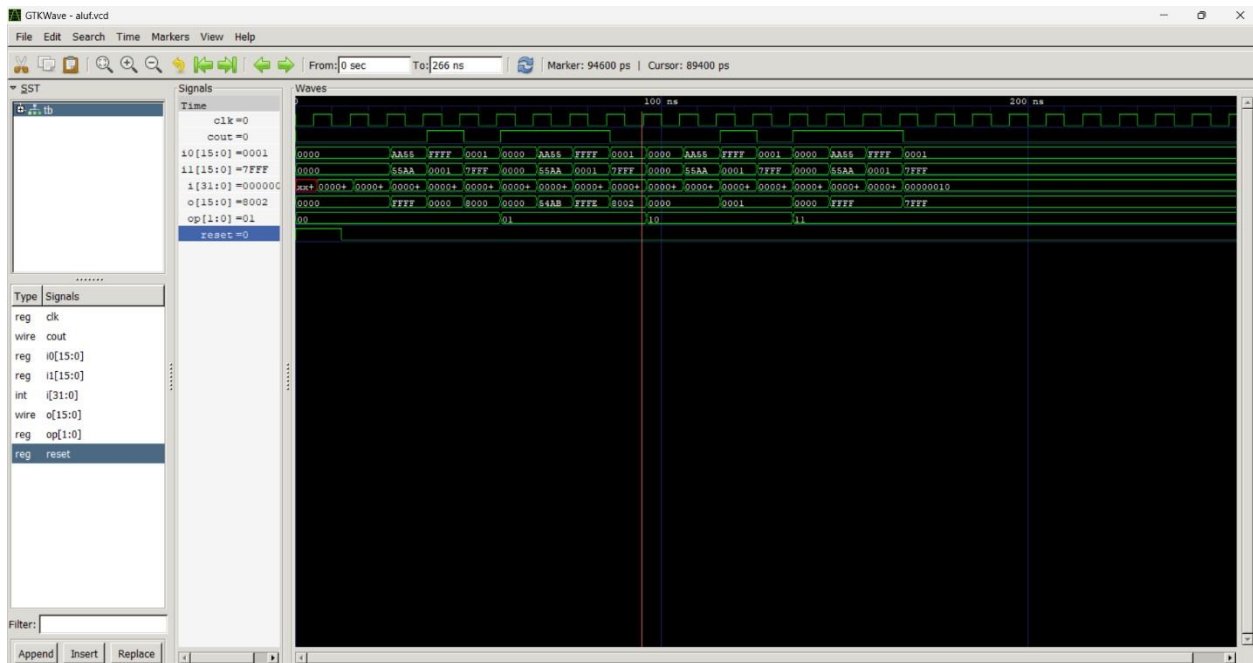 GTKWave - aluf.vcd
File Edit Search Time Markers View Help
From: 0 sec To: 266 ns Marker: 94600 ps | Cursor: 89400 ps
SST
tb
Type Signals
reg clk
wire cout
reg i0[15:0]
reg i1[15:0]
int i[31:0]
wire o[15:0]
reg op[1:0]
reg reset
Filter:
Append Insert Replace
Signals
Time
clk=0
cout=0
i0[15:0]=0001
i1[15:0]=7FFF
i[31:0]=000000
o[15:0]=8002
op[1:0]=01
reset=0
Waves
100 ns 200 ns
0000 AA55 FFFF 0001 0000 AA55 FFFF 0001 0000 AA55 FFFF 0001 0000 AA55 FFFF 0001
0000 55AA 0001 7FFF 0000 55AA 0001 7FFF 0000 55AA 0001 7FFF 0000 55AA 0001 7FFF
xx+ 0000+ 0000+ 0000+ 0000+ 0000+ 0000+ 0000+ 0000+ 0000+ 0000+ 0000+ 0000+ 0000+ 0000+ 0000+ 0000+ 00000010
0000 FFFF 0000 8000 0000 54AB FFFE 8002 0000 0001 0000 FFFF 7FFF
00 01 10 11